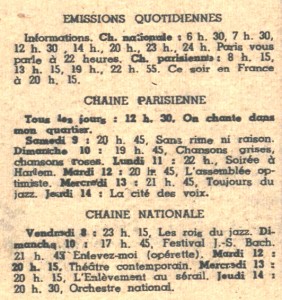 EMISSIONS QUOTIDIENNES
Informations. Ch. nationale : 6 h. 30, 7 h. 30,
12 h. 30 , 14 h., 20 h., 23 h., 24 h. Paris vous
parle à 22 heures. Ch. parisienne : 8 h. 15,
13 h. 15, 19 h., 22 h. 55. Ce soir en France
à 20 h. 15.
CHAINE PARISIENNE
Tous les jours : 12 h. 30. On chante dans
mon quartier.
Samedi 9 : 20 h. 45, Sans rime ni raison.
Dimanche 10 : 19 h. 45, Chansons grises,
chansons roses. Lundi 11 : 22 h., Soirée à
Harlem. Mardi 12 : 20 h. 45, L'assemblée op-
timiste. Mercredi 13 : 21 h. 45, Toujours du
jazz. Jeudi 14 : La cité des voix.
CHAINE NATIONALE
Vendredi 8 : 23 h. 15, Les rois du jazz. Di-
manche 10 : 17 h. 45, Festival J.-S. Bach.
21 h. 45 Enlevez-moi (opérette). Mardi 12 :
20 h. 15, Théâtre contemporain. Mercredi 13 :
20 h. 15, L'Enlèvement au sérail. Jeudi 14 :
20 h. 30, Orchestre national.